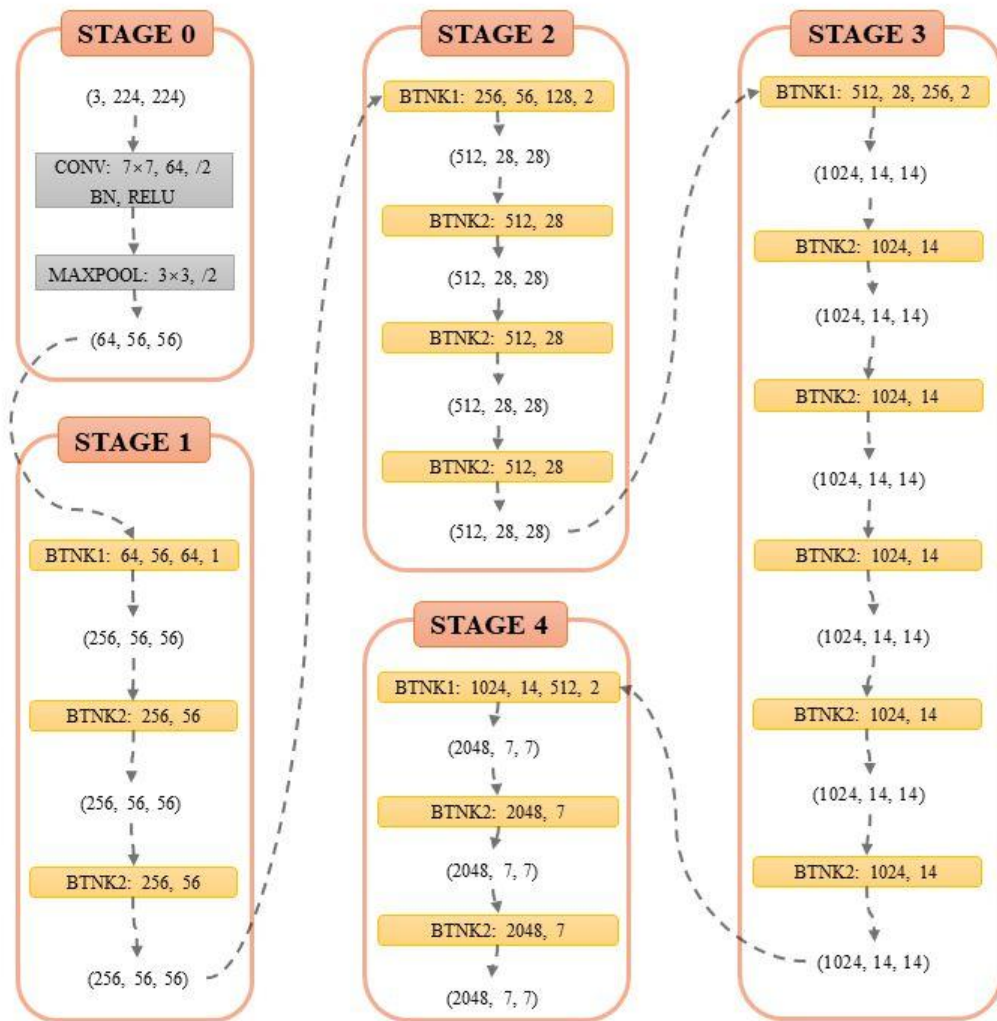 STAGE 0
(3, 224, 224)
CONV: 7×7, 64, /2
BN, RELU
MAXPOOL: 3×3, /2
(64, 56, 56)
STAGE 1
BTNK1: 64, 56, 64, 1
(256, 56, 56)
BTNK2: 256, 56
(256, 56, 56)
BTNK2: 256, 56
(256, 56, 56)
STAGE 2
BTNK1: 256, 56, 128, 2
(512, 28, 28)
BTNK2: 512, 28
(512, 28, 28)
BTNK2: 512, 28
(512, 28, 28)
BTNK2: 512, 28
(512, 28, 28)
STAGE 3
BTNK1: 512, 28, 256, 2
(1024, 14, 14)
BTNK2: 1024, 14
(1024, 14, 14)
BTNK2: 1024, 14
(1024, 14, 14)
BTNK2: 1024, 14
(1024, 14, 14)
BTNK2: 1024, 14
(1024, 14, 14)
BTNK2: 1024, 14
(1024, 14, 14)
STAGE 4
BTNK1: 1024, 14, 512, 2
(2048, 7, 7)
BTNK2: 2048, 7
(2048, 7, 7)
BTNK2: 2048, 7
(2048, 7, 7)